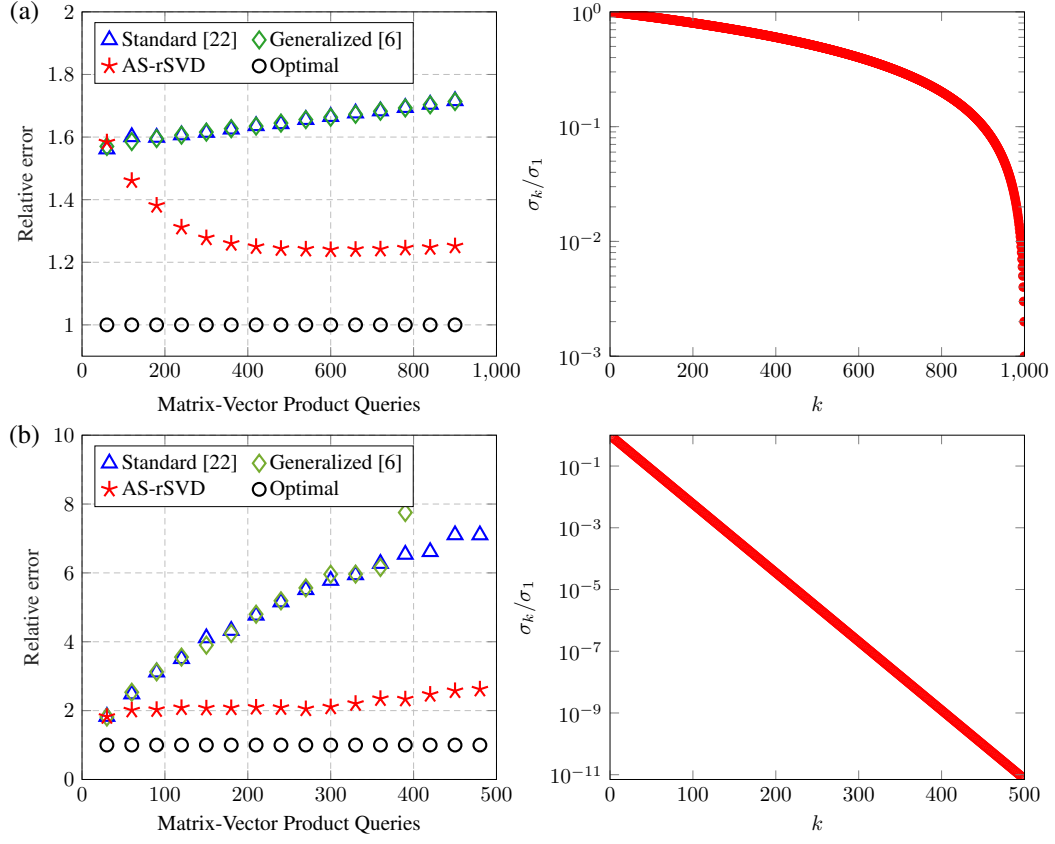 (a)
Standard [22]
Generalized [6]
AS-rSVD
Optimal
2
1.8
1.6
1.4
1.2
1
Relative error
0
200
400
600
800
1,000
Matrix-Vector Product Queries
10^0
10^{-1}
10^{-2}
10^{-3}
σ_k/σ_1
0
200
400
600
800
1,000
k
(b)
Standard [22]
Generalized [6]
AS-rSVD
Optimal
10
8
6
4
2
0
Relative error
0
100
200
300
400
500
Matrix-Vector Product Queries
10^{-1}
10^{-3}
10^{-5}
10^{-7}
10^{-9}
10^{-11}
σ_k/σ_1
0
100
200
300
400
500
k